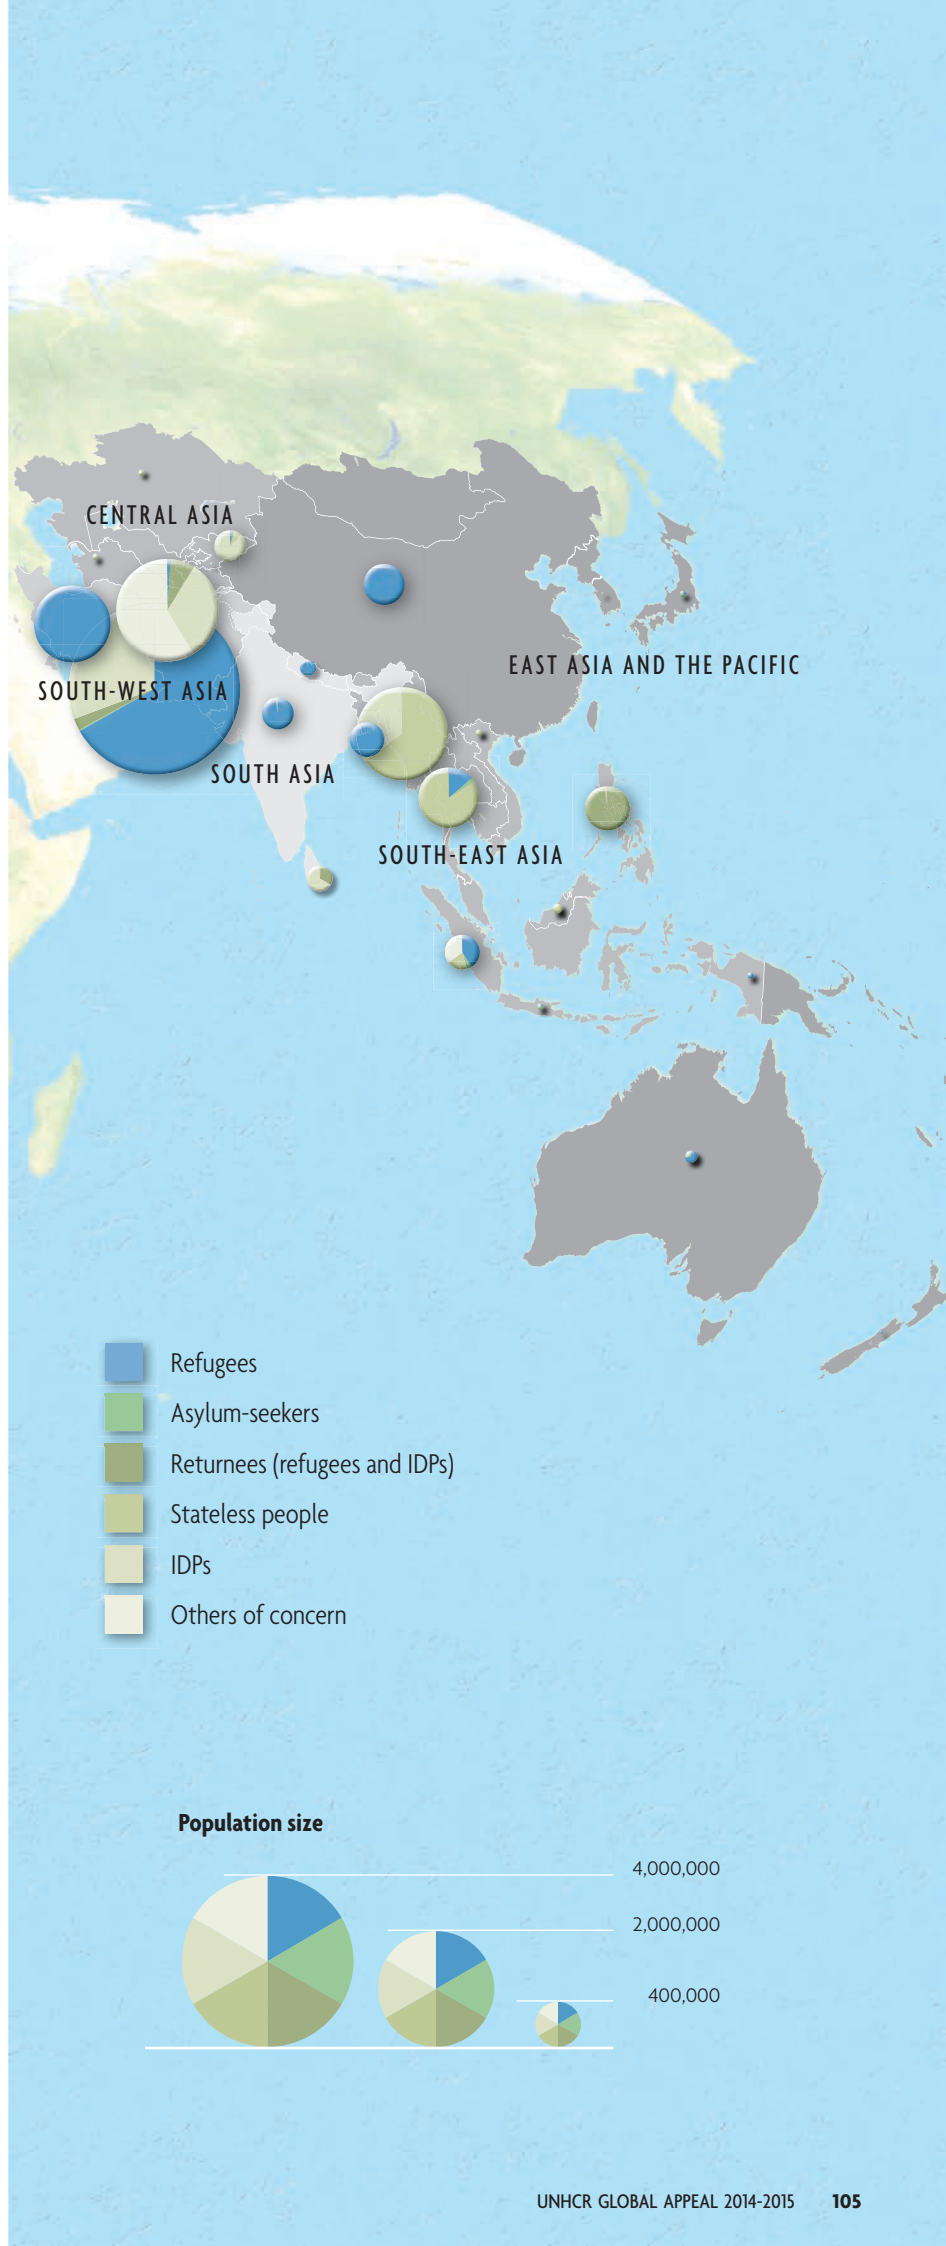 CENTRAL ASIA
EAST ASIA AND THE PACIFIC
SOUTH-WEST ASIA
SOUTH ASIA
SOUTH-EAST ASIA
Refugees
Asylum-seekers
Returnees (refugees and IDPs)
Stateless people
IDPs
Others of concern
Population size
4,000,000
2,000,000
400,000
UNHCR GLOBAL APPEAL 2014-2015 105